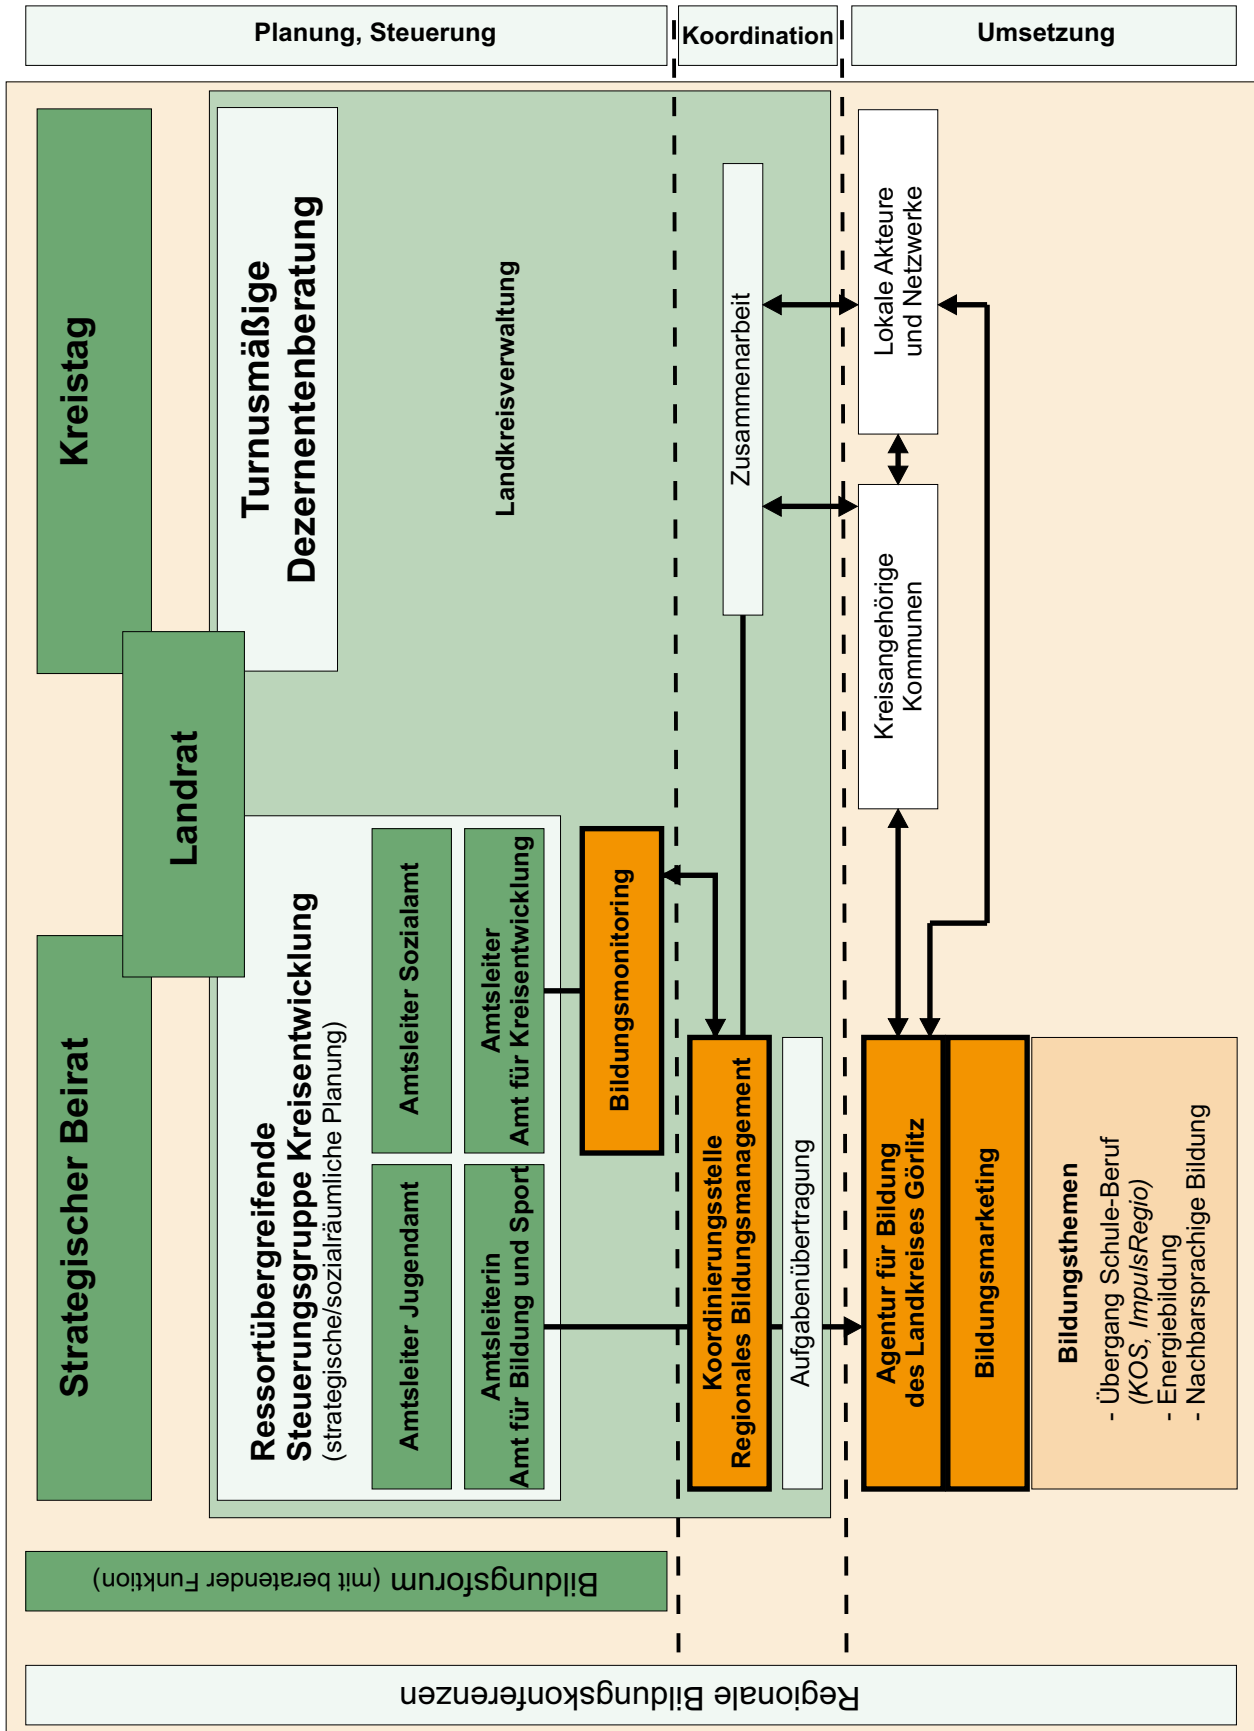 Planung, Steuerung
Koordination
Umsetzung
Strategischer Beirat
Landrat
Kreistag
Ressortübergreifende
Steuerungsgruppe Kreisentwicklung
(strategische/sozialräumliche Planung)
Amtsleiter Jugendamt
Amtsleiter Sozialamt
Amtsleiterin
Amt für Bildung und Sport
Amtsleiter
Amt für Kreisentwicklung
Bildungsmonitoring
Turnusmäßige
Dezernentenberatung
Landkreisverwaltung
Koordinierungsstelle
Regionales Bildungsmanagement
Zusammenarbeit
Aufgabenübertragung
Agentur für Bildung
des Landkreises Görlitz
Bildungsmarketing
Kreisangehörige
Kommunen
Lokale Akteure
und Netzwerke
Bildungsthemen
- Übergang Schule-Beruf
(KOS, ImpulsRegio)
- Energiebildung
- Nachbarsprachige Bildung
Bildungsforum (mit beratender Funktion)
Regionale Bildungskonferenzen